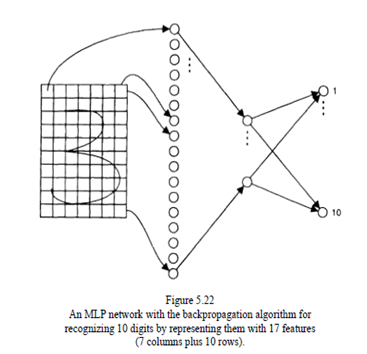 1
10
Figure 5.22
An MLP network with the backpropagation algorithm for
recognizing 10 digits by representing them with 17 features
(7 columns plus 10 rows).